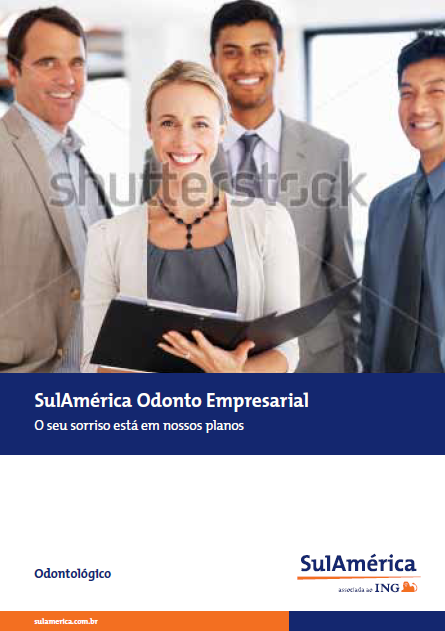 shutterstock
SulAmérica Odonto Empresarial
O seu sorriso está em nossos planos
Odontológico
SulAmérica
associada ao ING
sulamerica.com.br